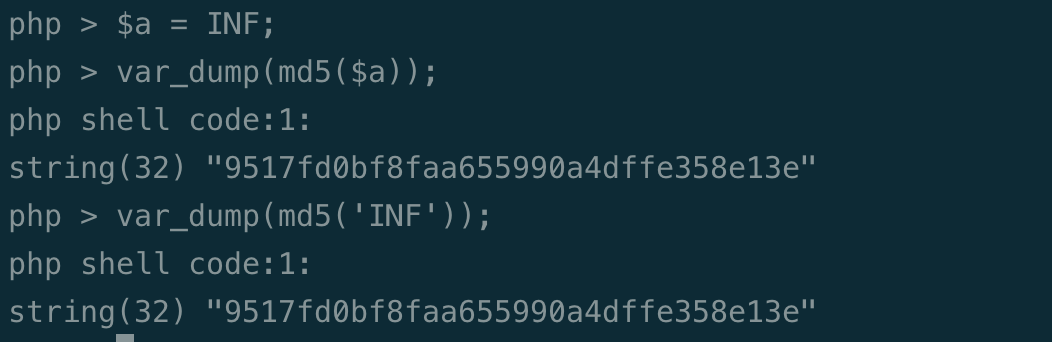 php > $a = INF;
php > var_dump(md5($a));
php shell code:1:
string(32) "9517fd0bf8faa655990a4dffe358e13e"
php > var_dump(md5('INF'));
php shell code:1:
string(32) "9517fd0bf8faa655990a4dffe358e13e"